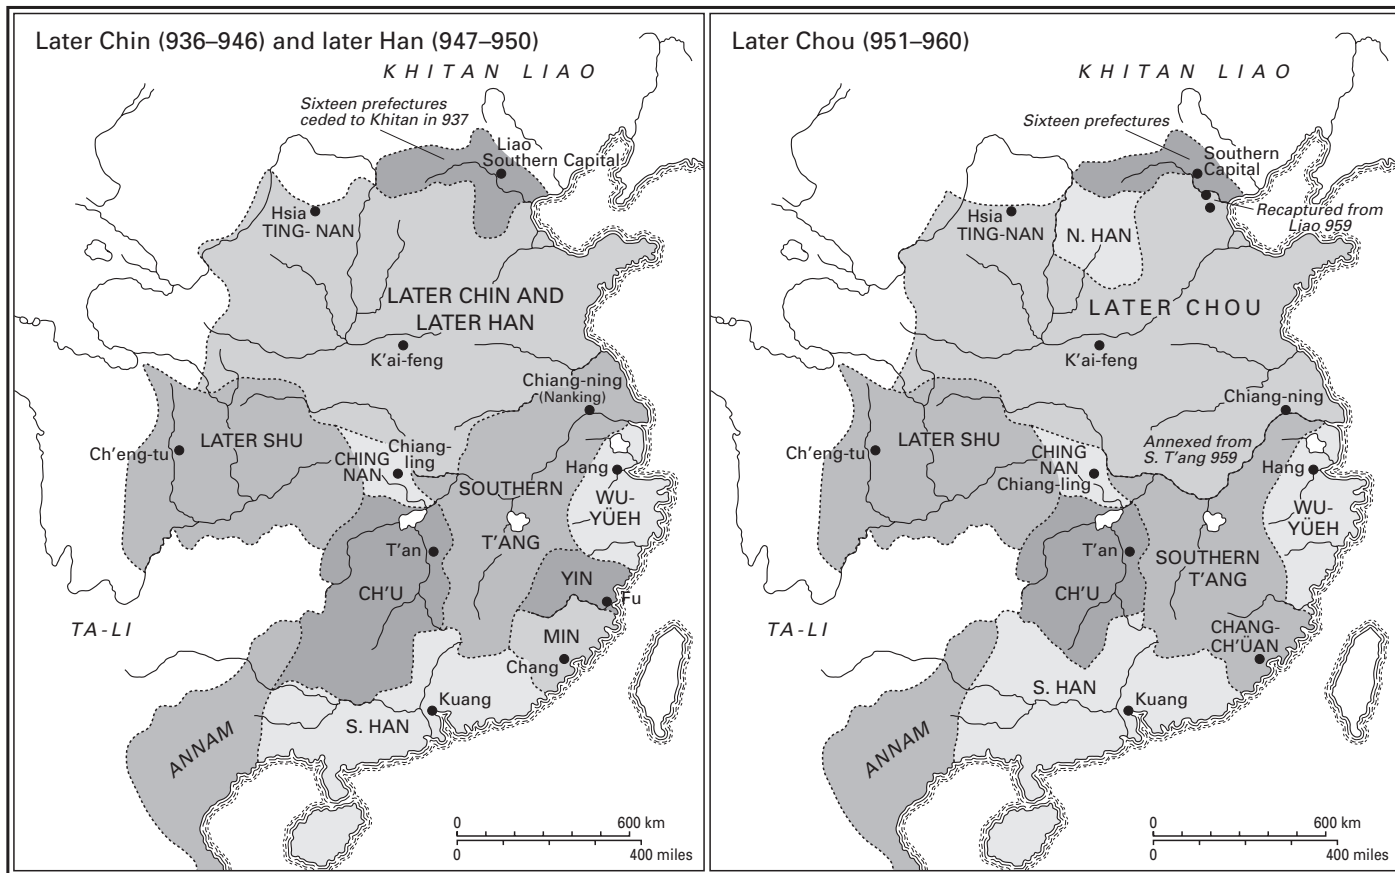 Later Chin (936–946) and later Han (947–950)
KHITAN LIAO
Sixteen prefectures
ceded to Khitan in 937
Liao
Southern Capital
Hsia
TING- NAN
LATER CHIN AND
LATER HAN
K'ai-feng
Chiang-ning
(Nanking)
LATER SHU
Ch'eng-tu
CHING
NAN
Chiang-
ling
Hang
SOUTHERN
T'ANG
WU-
YÜEH
T'an
CH'U
YIN
Fu
MIN
Chang
TA-LI
Kuang
S. HAN
ANNAM
0 600 km
0 400 miles
Later Chou (951–960)
KHITAN LIAO
Sixteen prefectures
Southern
Capital
Recaptured from
Liao 959
Hsia
TING-NAN
N. HAN
LATER CHOU
K'ai-feng
Chiang-ning
Annexed from
S. T'ang 959
LATER SHU
Ch'eng-tu
CHING
NAN
Chiang-ling
Hang
WU-
YÜEH
T'an
CH'U
SOUTHERN
T'ANG
CHANG-
CH'ÜAN
TA-LI
S. HAN
Kuang
ANNAM
0 600 km
0 400 miles